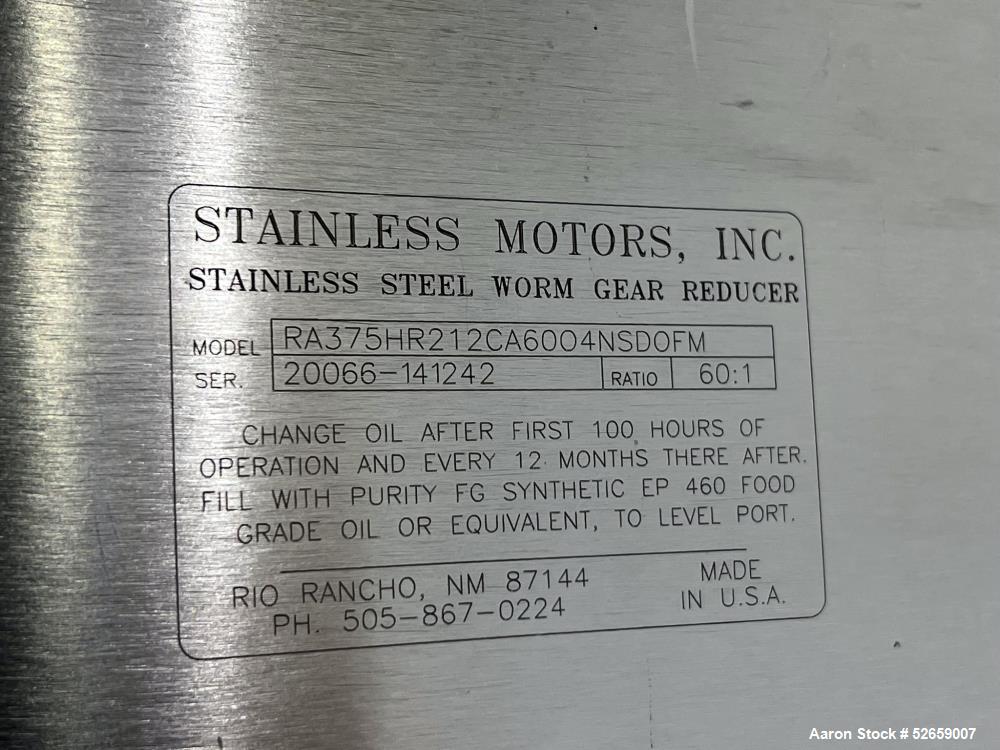 STAINLESS MOTORS, INC.
STAINLESS STEEL WORM GEAR REDUCER
MODEL RA375HR212CA6004NSDOFM
SER. 20066-141242 RATIO 60:1
CHANGE OIL AFTER FIRST 100 HOURS OF
OPERATION AND EVERY 12 MONTHS THERE AFTER.
FILL WITH PURITY FG SYNTHETIC EP 460 FOOD
GRADE OIL OR EQUIVALENT, TO LEVEL PORT.
RIO RANCHO, NM 87144
PH. 505-867-0224
MADE
IN U.S.A.
Aaron Stock # 52659007